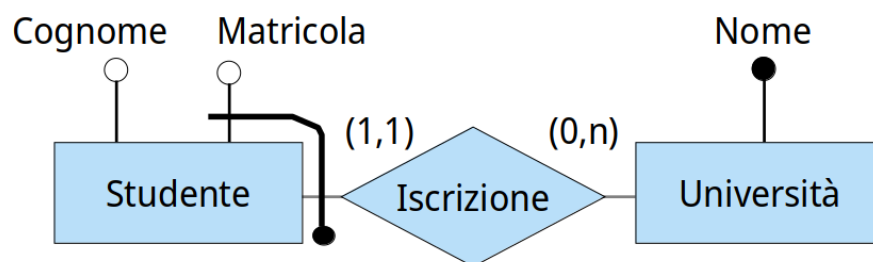 Cognome
Matricola
Nome
(1,1)
(0,n)
Studente
Iscrizione
Università